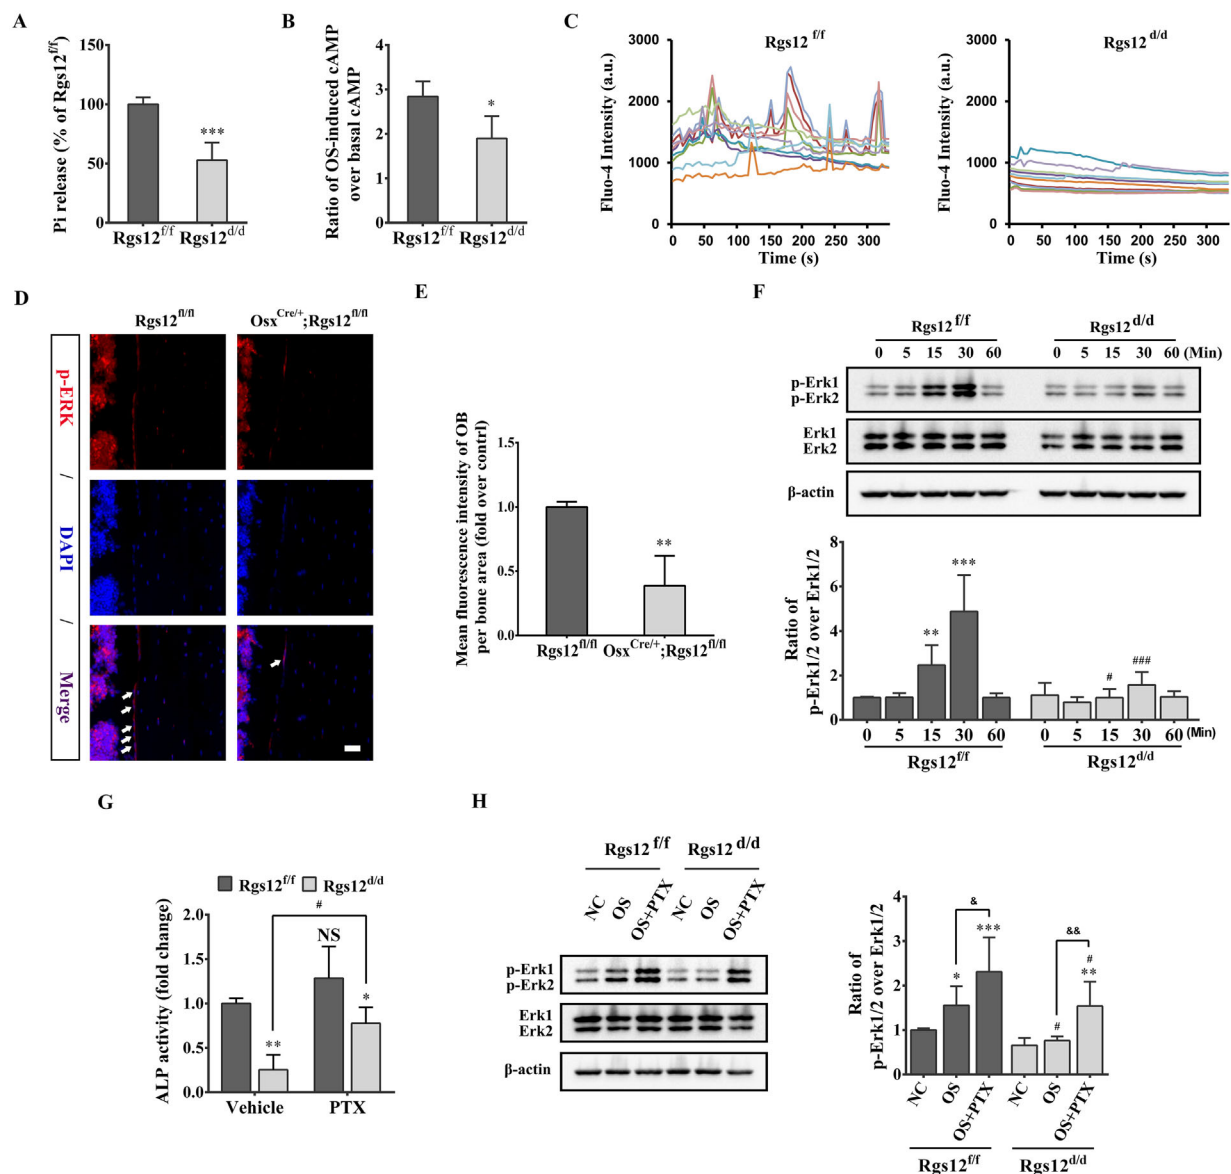 A
Pi release (% of Rgs12f/f)
150
100
50
0
***
Rgs12f/f Rgs12d/d
B
Ratio of OS-induced cAMP
over basal cAMP
4
3
2
1
0
*
Rgs12f/f Rgs12d/d
C
Rgs12 f/f
Fluo-4 Intensity (a.u.)
3000
2000
1000
0
0 50 100 150 200 250 300
Time (s)
Rgs12 d/d
Fluo-4 Intensity (a.u.)
3000
2000
1000
0
0 50 100 150 200 250 300
Time (s)
D
Rgs12fl/fl OsxCre/+;Rgs12fl/fl
p-ERK / DAPI / Merge
E
Mean fluorescence intensity of OB
per bone area (fold over contrl)
1.5
1.0
0.5
0.0
**
Rgs12fl/fl OsxCre/+;Rgs12fl/fl
F
Rgs12f/f Rgs12d/d
0 5 15 30 60 0 5 15 30 60 (Min)
p-Erk1
p-Erk2
Erk1
Erk2
β-actin
Ratio of
p-Erk1/2 over Erk1/2
8
6
4
2
0
** *** # ###
0 5 15 30 60 0 5 15 30 60 (Min)
Rgs12f/f Rgs12d/d
G
Rgs12f/f Rgs12d/d
ALP activity (fold change)
2.0
1.5
1.0
0.5
0.0
#
NS
**
*
Vehicle PTX
H
Rgs12 f/f Rgs12 d/d
NC OS OS+PTX NC OS OS+PTX
p-Erk1
p-Erk2
Erk1
Erk2
β-actin
Ratio of
p-Erk1/2 over Erk1/2
4
3
2
1
0
&
***
*
&&
#
**
#
NC OS OS+PTX NC OS OS+PTX
Rgs12f/f Rgs12d/d